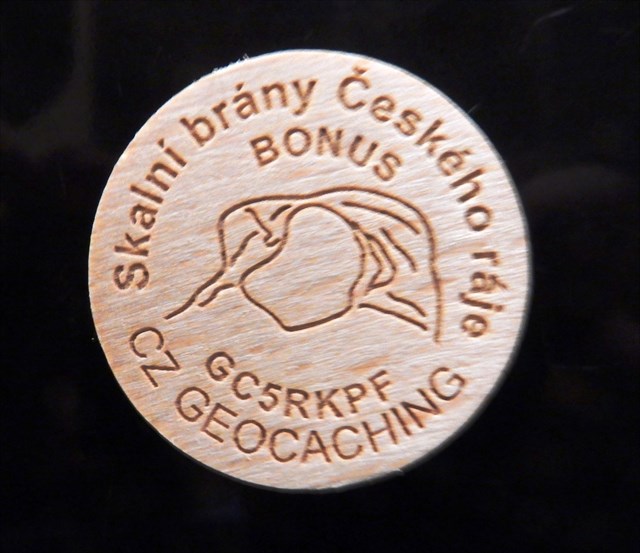 Skalní brány Českého ráje
BONUS
GC5RKPF
CZ GEOCACHING